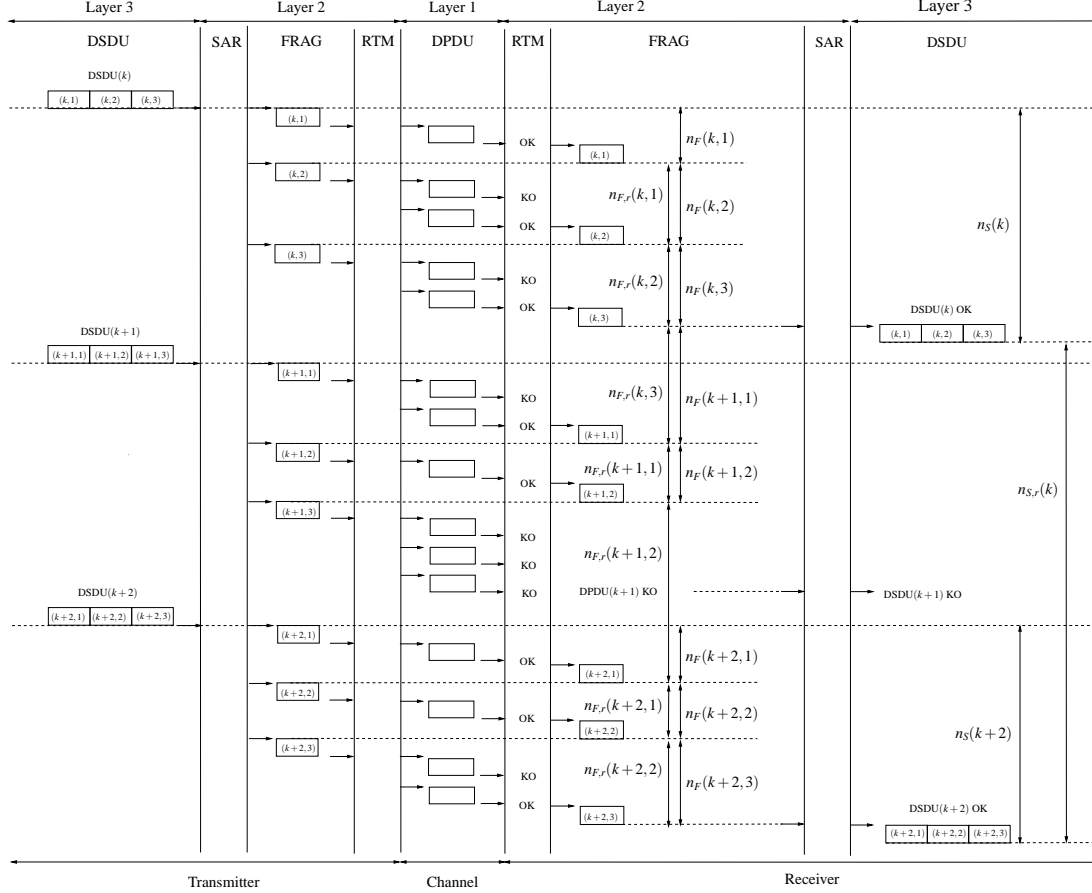 Layer 3 Layer 2 Layer 1 Layer 2 Layer 3
DSDU SAR FRAG RTM DPDU RTM FRAG SAR DSDU
DSDU(k)
(k,1) (k,2) (k,3)
(k,1)
OK
(k,1)
n_F(k,1)
(k,2)
KO
n_{F,r}(k,1) n_F(k,2)
OK
(k,2)
n_S(k)
(k,3)
KO
n_{F,r}(k,2) n_F(k,3)
OK
(k,3)
DSDU(k) OK
(k,1) (k,2) (k,3)
DSDU(k+1)
(k+1,1) (k+1,2) (k+1,3)
(k+1,1)
KO
n_{F,r}(k,3) n_F(k+1,1)
OK
(k+1,1)
(k+1,2)
n_{F,r}(k+1,1) n_F(k+1,2)
OK
(k+1,2)
n_{S,r}(k)
(k+1,3)
KO
n_{F,r}(k+1,2)
KO
KO
DPDU(k+1) KO
DSDU(k+1) KO
DSDU(k+2)
(k+2,1) (k+2,2) (k+2,3)
(k+2,1)
OK
n_F(k+2,1)
(k+2,1)
(k+2,2)
n_{F,r}(k+2,1) n_F(k+2,2)
OK
(k+2,2)
n_S(k+2)
(k+2,3)
KO
n_{F,r}(k+2,2) n_F(k+2,3)
OK
(k+2,3)
DSDU(k+2) OK
(k+2,1) (k+2,2) (k+2,3)
Transmitter Channel Receiver